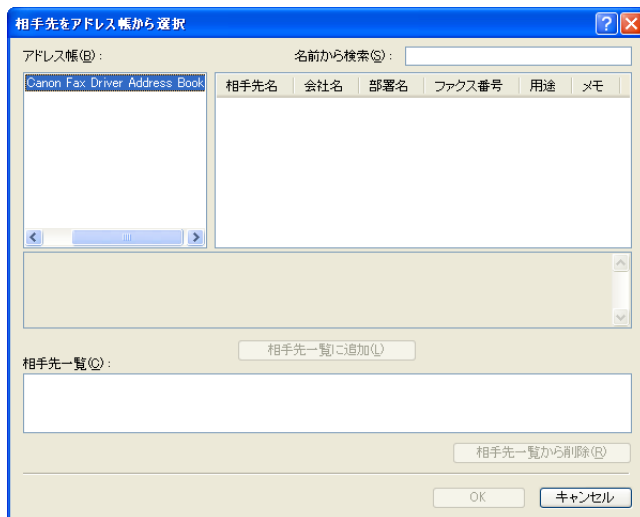 相手先をアドレス帳から選択
アドレス帳(B): 名前から検索(S):
Canon Fax Driver Address Book
相手先名 会社名 部署名 ファクス番号 用途 メモ
相手先一覧に追加(L)
相手先一覧(C):
相手先一覧から削除(R)
OK キャンセル